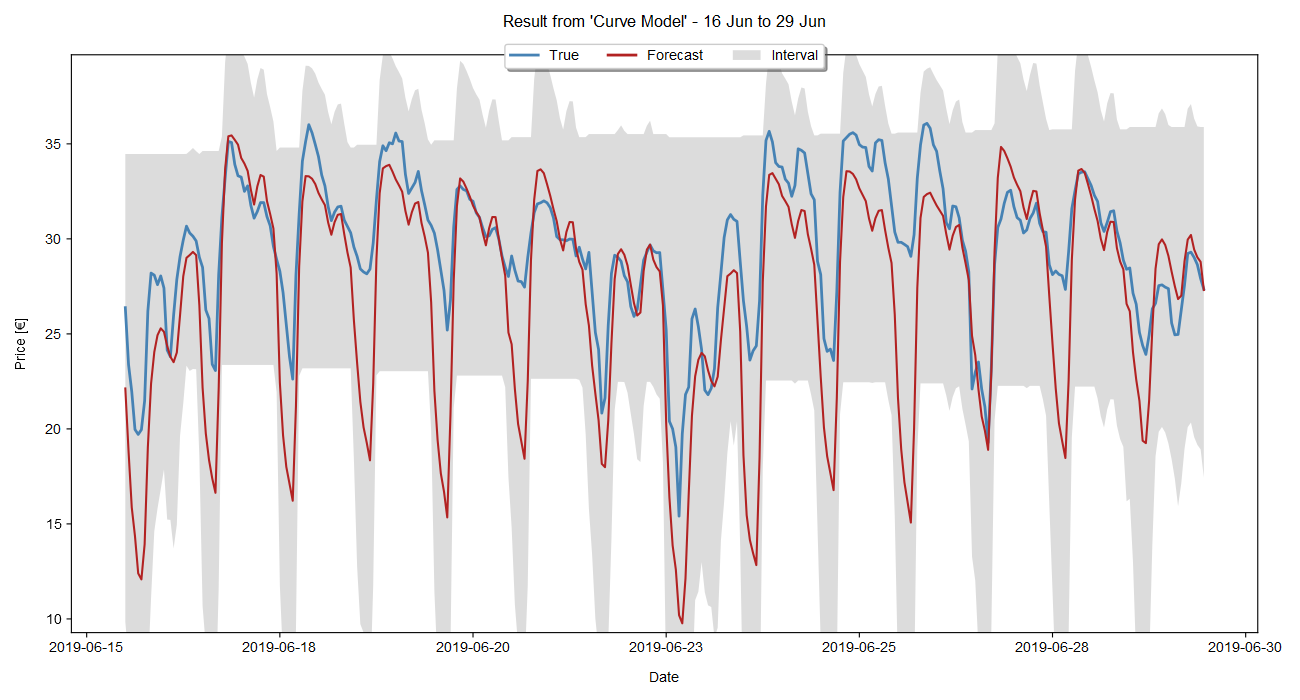 Result from 'Curve Model' - 16 Jun to 29 Jun
True Forecast Interval
Price [€]
35
30
25
20
15
10
2019-06-15 2019-06-18 2019-06-20 2019-06-23 2019-06-25 2019-06-28 2019-06-30
Date